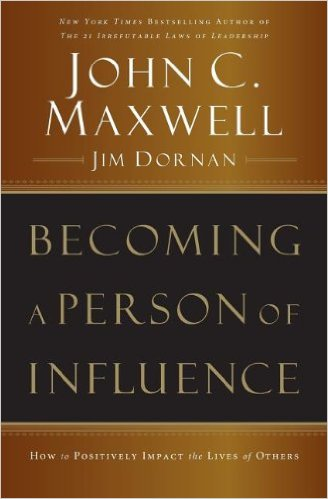 New York Times Bestselling Author of
The 21 Irrefutable Laws of Leadership
John C.
Maxwell
Jim Dornan
Becoming
a Person of
Influence
How to Positively Impact the Lives of Others